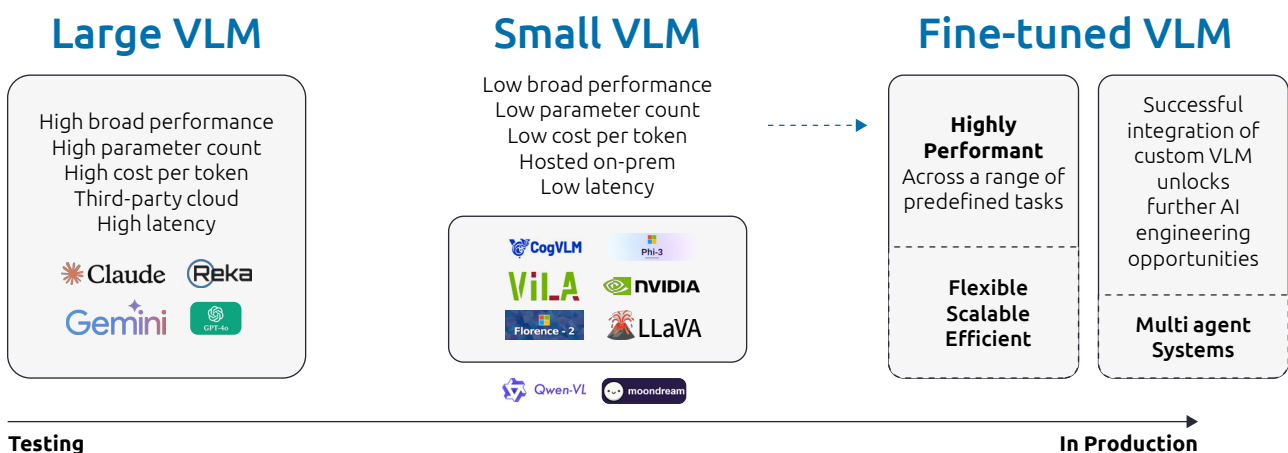 Large VLM
High broad performance
High parameter count
High cost per token
Third-party cloud
High latency
Claude
Reka
Gemini
GPT-4o
Small VLM
Low broad performance
Low parameter count
Low cost per token
Hosted on-prem
Low latency
CogVLM
Phi-3
ViLA
NVIDIA
Florence - 2
LLaVA
Qwen-VL
moondream
Fine-tuned VLM
Highly
Performant
Across a range of
predefined tasks
Flexible
Scalable
Efficient
Successful
integration of
custom VLM
unlocks
further AI
engineering
opportunities
Multi agent
Systems
Testing
In Production